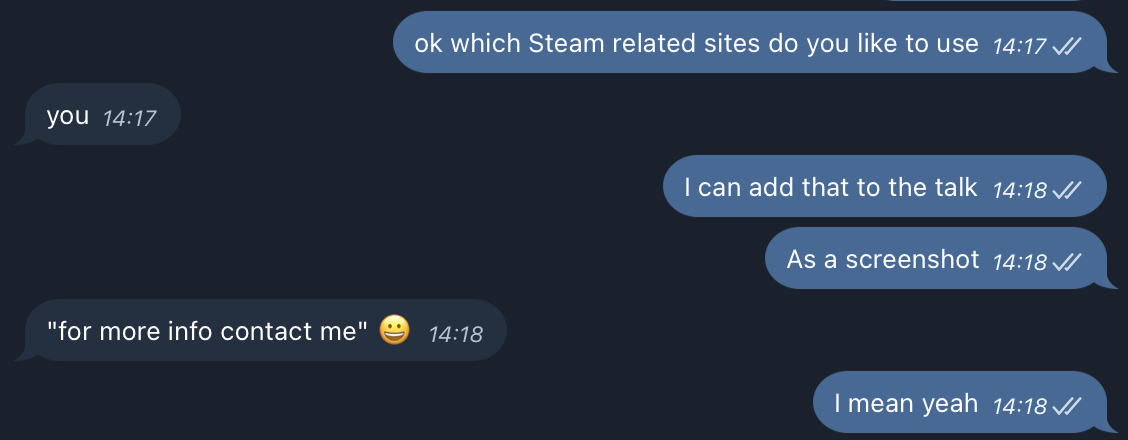 ok which Steam related sites do you like to use 14:17
you 14:17
I can add that to the talk 14:18
As a screenshot 14:18
"for more info contact me" 😀 14:18
I mean yeah 14:18